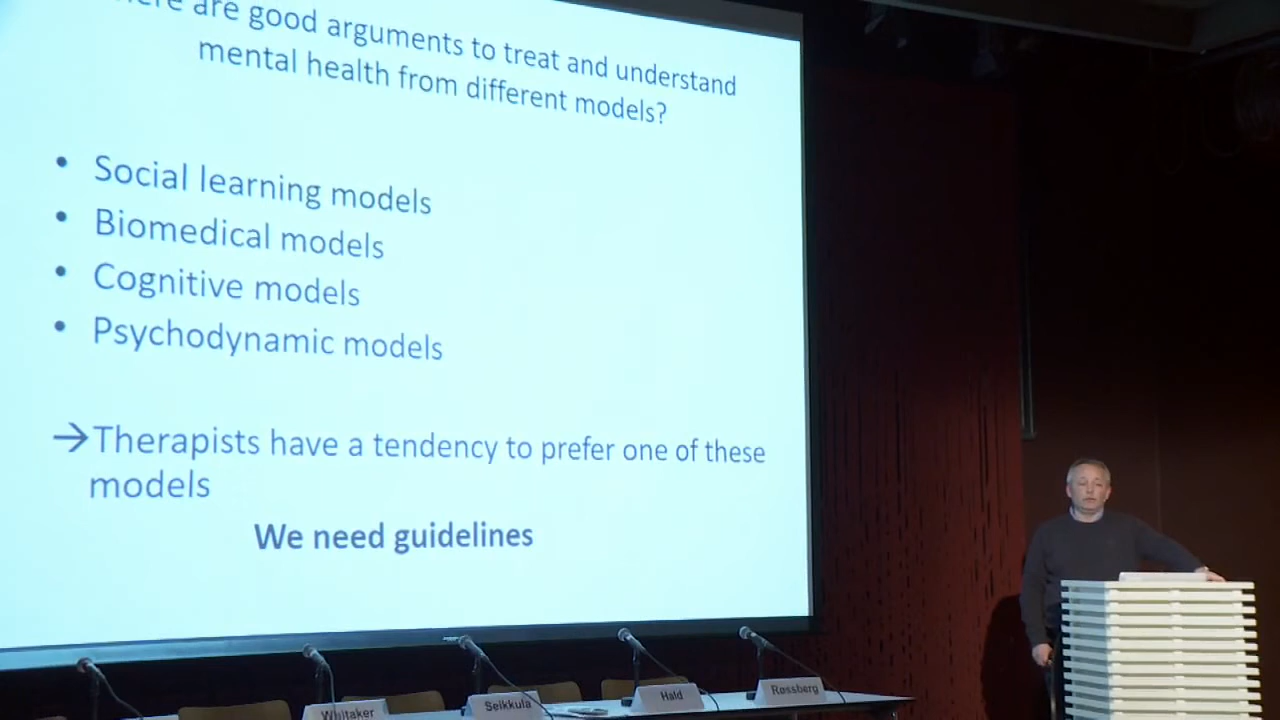 are good arguments to treat and understand
mental health from different models?
• Social learning models
• Biomedical models
• Cognitive models
• Psychodynamic models
→Therapists have a tendency to prefer one of these
models
We need guidelines
Whitaker
Seikkula
Hald
Røssberg